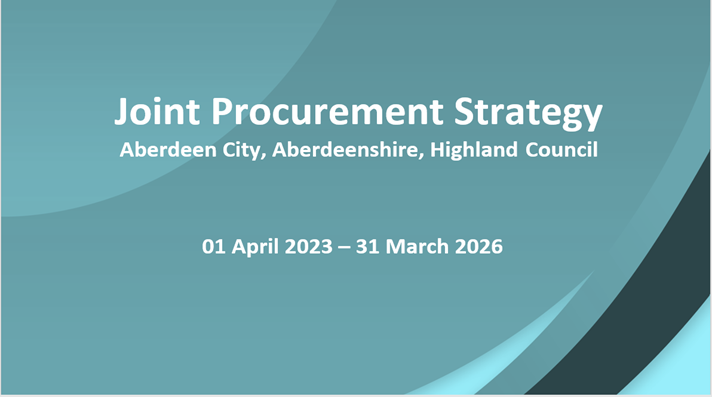 Joint Procurement Strategy
Aberdeen City, Aberdeenshire, Highland Council
01 April 2023 – 31 March 2026